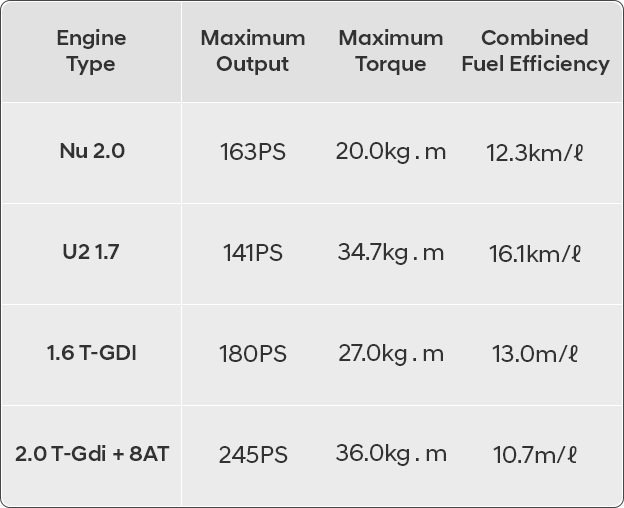 Engine Type Maximum Output Maximum Torque Combined Fuel Efficiency
Nu 2.0 163PS 20.0kg . m 12.3km/ℓ
U2 1.7 141PS 34.7kg . m 16.1km/ℓ
1.6 T-GDI 180PS 27.0kg . m 13.0m/ℓ
2.0 T-Gdi + 8AT 245PS 36.0kg . m 10.7m/ℓ